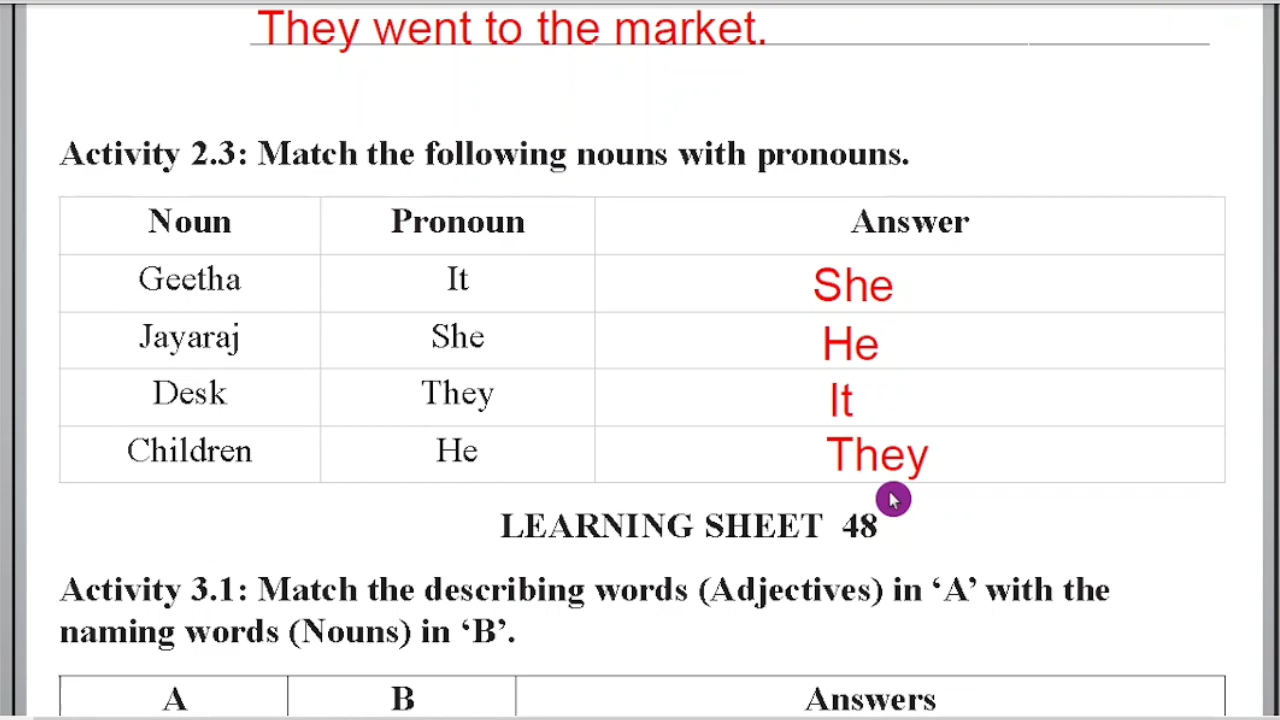 They went to the market.
Activity 2.3: Match the following nouns with pronouns.
Noun Pronoun Answer
Geetha It She
Jayaraj She He
Desk They It
Children He They
LEARNING SHEET 48
Activity 3.1: Match the describing words (Adjectives) in ‘A’ with the
naming words (Nouns) in ‘B’.
A B Answers